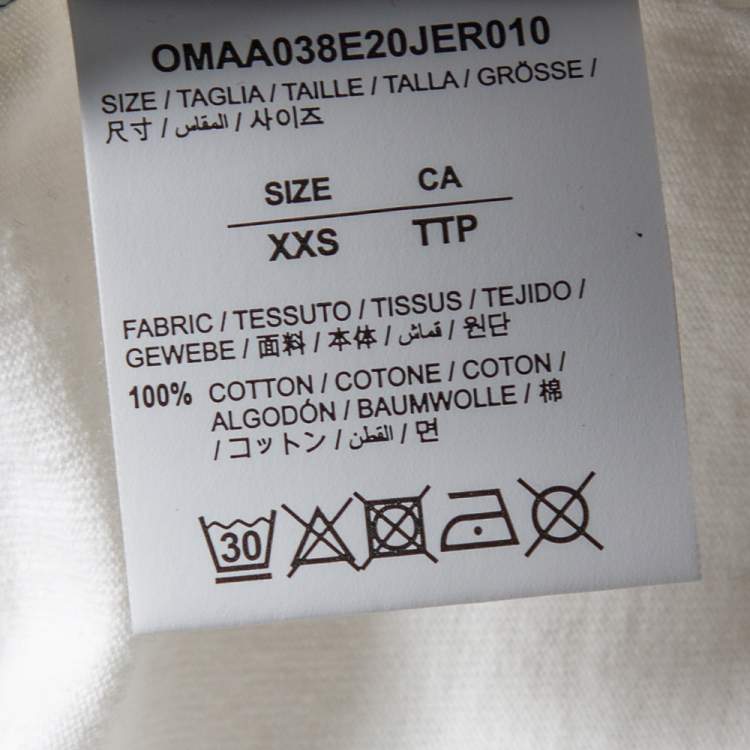 OMAA038E20JER010
SIZE / TAGLIA / TAILLE / TALLA / GRÖSSE /
尺寸 / المقاس / 사이즈
SIZE CA
XXS TTP
FABRIC / TESSUTO / TISSUS / TEJIDO /
GEWEBE / 面料 / 本体 / قماش / 원단
100% COTTON / COTONE / COTON /
ALGODÓN / BAUMWOLLE / 棉
/ コットン / القطن / 면
30